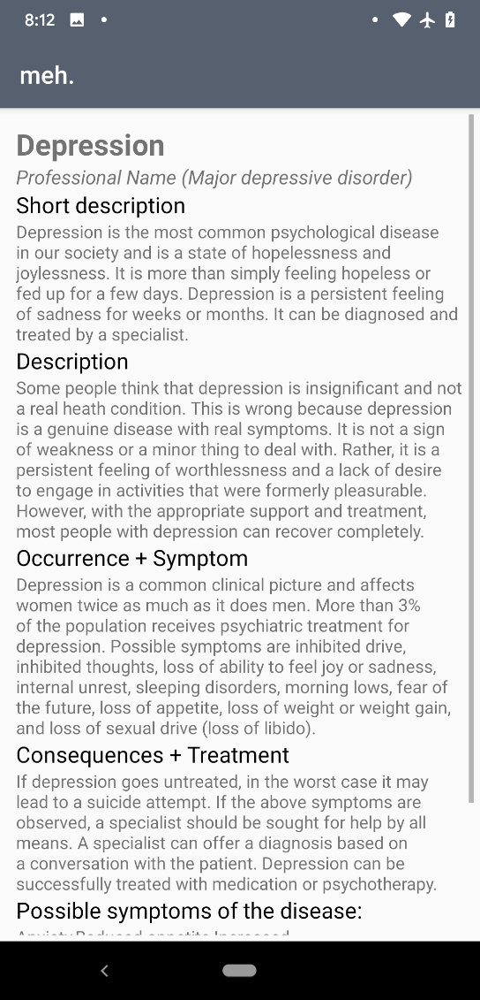 8:12
meh.
Depression
Professional Name (Major depressive disorder)
Short description
Depression is the most common psychological disease
in our society and is a state of hopelessness and
joylessness. It is more than simply feeling hopeless or
fed up for a few days. Depression is a persistent feeling
of sadness for weeks or months. It can be diagnosed and
treated by a specialist.
Description
Some people think that depression is insignificant and not
a real heath condition. This is wrong because depression
is a genuine disease with real symptoms. It is not a sign
of weakness or a minor thing to deal with. Rather, it is a
persistent feeling of worthlessness and a lack of desire
to engage in activities that were formerly pleasurable.
However, with the appropriate support and treatment,
most people with depression can recover completely.
Occurrence + Symptom
Depression is a common clinical picture and affects
women twice as much as it does men. More than 3%
of the population receives psychiatric treatment for
depression. Possible symptoms are inhibited drive,
inhibited thoughts, loss of ability to feel joy or sadness,
internal unrest, sleeping disorders, morning lows, fear of
the future, loss of appetite, loss of weight or weight gain,
and loss of sexual drive (loss of libido).
Consequences + Treatment
If depression goes untreated, in the worst case it may
lead to a suicide attempt. If the above symptoms are
observed, a specialist should be sought for help by all
means. A specialist can offer a diagnosis based on
a conversation with the patient. Depression can be
successfully treated with medication or psychotherapy.
Possible symptoms of the disease: